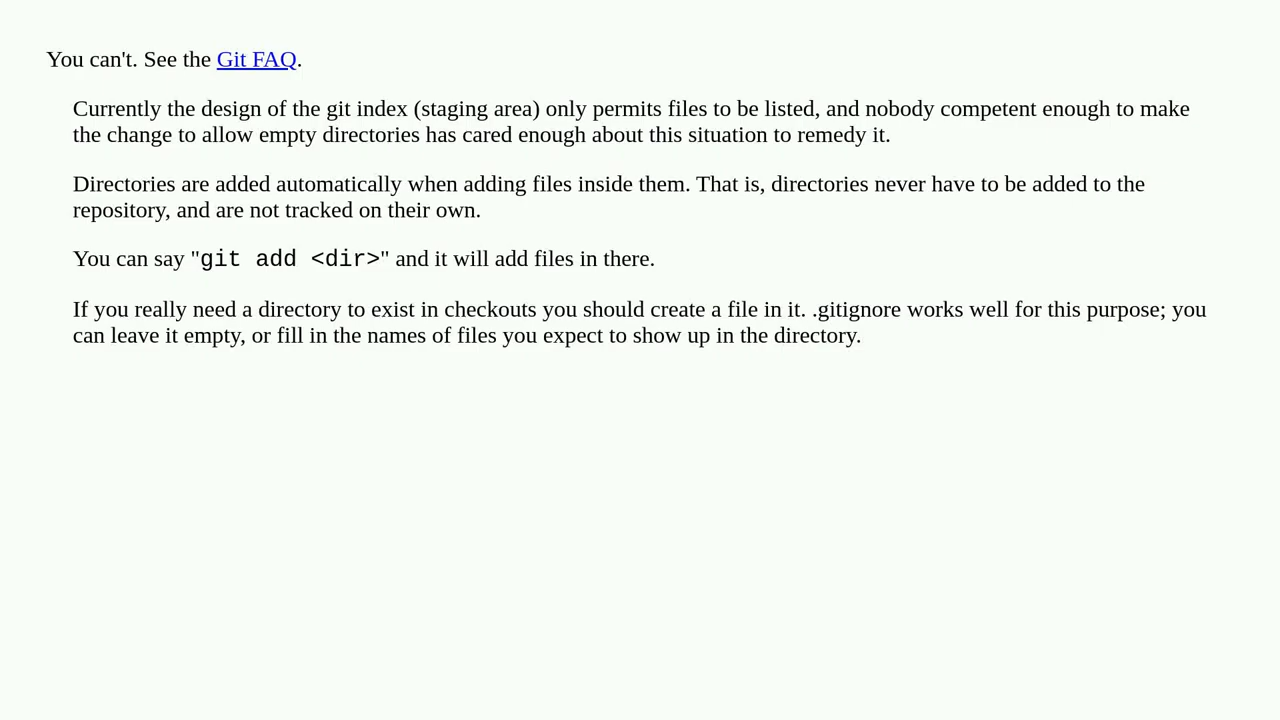 You can't. See the Git FAQ.
Currently the design of the git index (staging area) only permits files to be listed, and nobody competent enough to make
the change to allow empty directories has cared enough about this situation to remedy it.
Directories are added automatically when adding files inside them. That is, directories never have to be added to the
repository, and are not tracked on their own.
You can say "git add <dir>" and it will add files in there.
If you really need a directory to exist in checkouts you should create a file in it. .gitignore works well for this purpose; you
can leave it empty, or fill in the names of files you expect to show up in the directory.